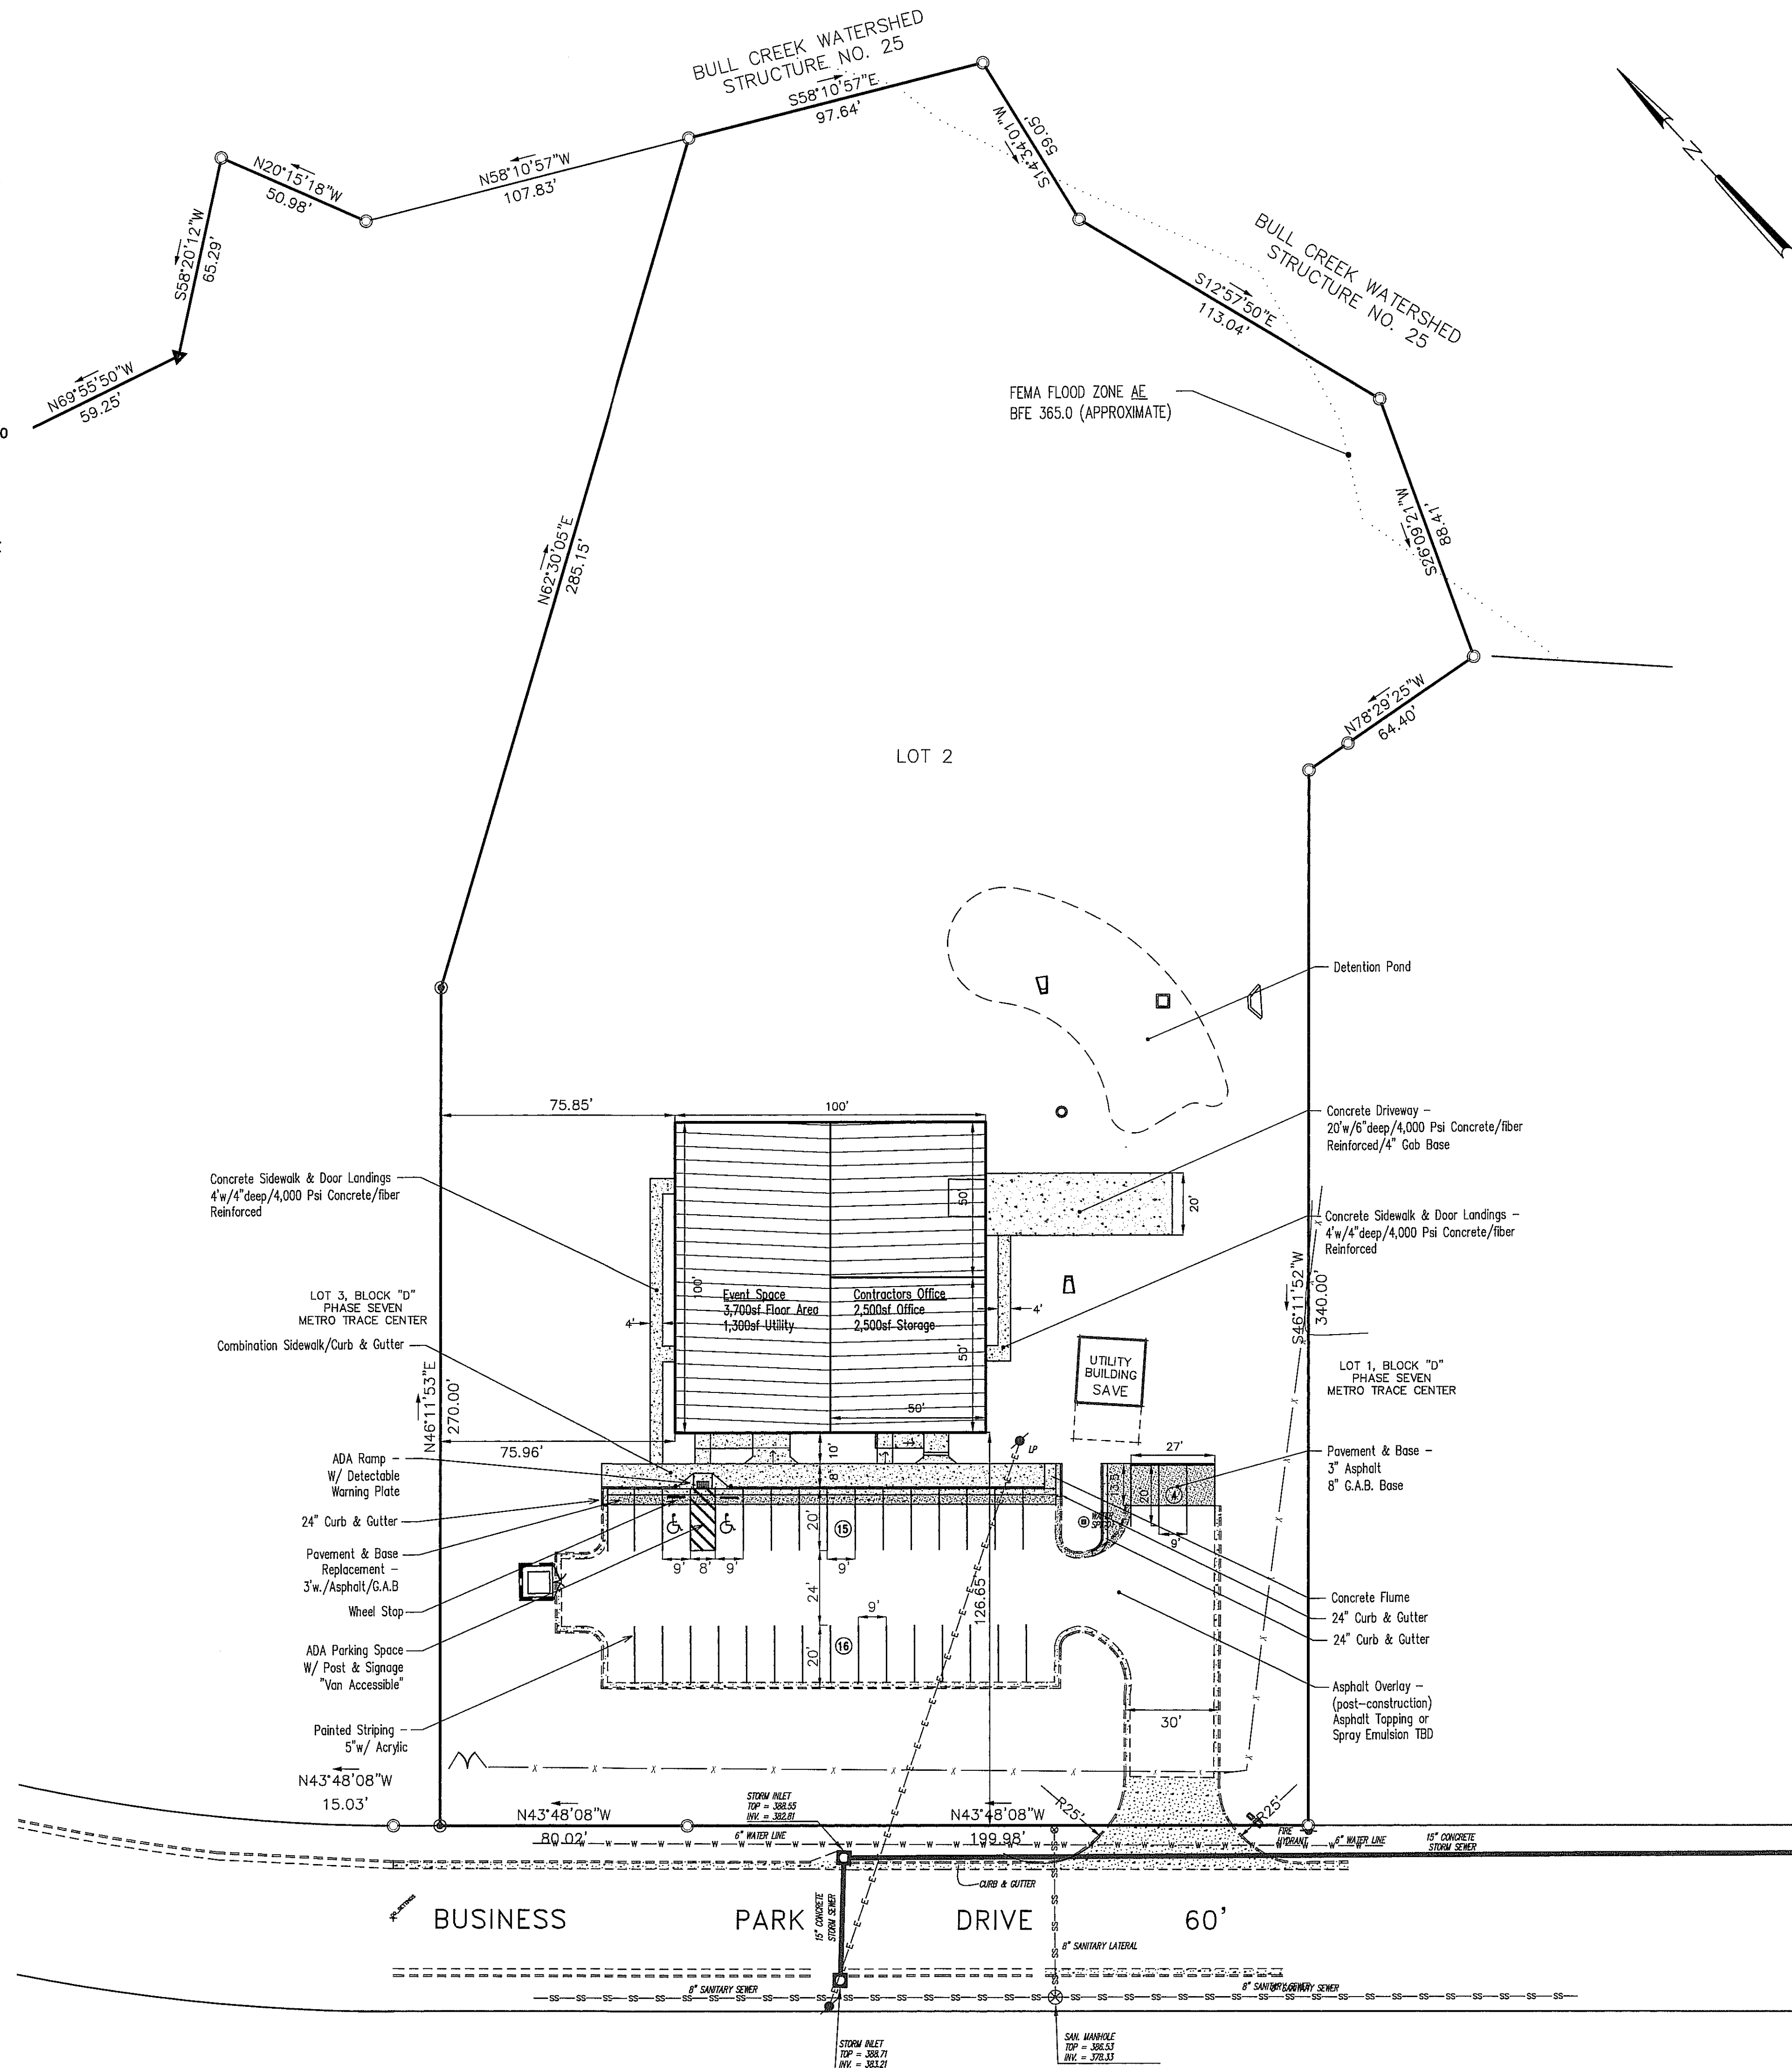 BULL CREEK WATERSHED
STRUCTURE NO. 25
S58°10'57"E
97.64'
S14°34'01"W
59.05'
N
N20°15'18"W
50.98'
N58°10'57"W
107.83'
S58°20'12"W
65.29'
N69°55'50"W
59.25'
0
BULL CREEK WATERSHED
STRUCTURE NO. 25
S12°57'50"E
113.04'
FEMA FLOOD ZONE AE
BFE 365.0 (APPROXIMATE)
S26°09'21"W
88.41'
N62°30'05"E
285.15'
N78°29'25"W
64.40'
LOT 2
Detention Pond
75.85'
100'
Concrete Driveway –
20'w/6"deep/4,000 Psi Concrete/fiber
Reinforced/4" Gab Base
Concrete Sidewalk & Door Landings
4'w/4"deep/4,000 Psi Concrete/fiber
Reinforced
50'
20'
Concrete Sidewalk & Door Landings –
4'w/4"deep/4,000 Psi Concrete/fiber
Reinforced
100'
S46°11'52"W
340.00'
LOT 3, BLOCK "D"
PHASE SEVEN
METRO TRACE CENTER
Event Space
3,700sf Floor Area
1,300sf Utility
Contractors Office
2,500sf Office
2,500sf Storage
4'
4'
Combination Sidewalk/Curb & Gutter
50'
50'
UTILITY
BUILDING
SAVE
LOT 1, BLOCK "D"
PHASE SEVEN
METRO TRACE CENTER
N46°11'53"E
270.00'
75.96'
10'
LP
27'
ADA Ramp –
W/ Detectable
Warning Plate
8'
13.5'
20'
4
Pavement & Base –
3" Asphalt
8" G.A.B. Base
24" Curb & Gutter
20'
15
WATER
9'
Pavement & Base
Replacement –
3'w./Asphalt/G.A.B
9'
8'
9'
9'
24'
126.65'
Wheel Stop
9'
Concrete Flume
24" Curb & Gutter
24" Curb & Gutter
ADA Parking Space
W/ Post & Signage
"Van Accessible"
20'
16
Asphalt Overlay –
(post–construction)
Asphalt Topping or
Spray Emulsion TBD
30'
Painted Striping –
5"w/ Acrylic
X X X X X X X X
N43°48'08"W
15.03'
STORM INLET
TOP = 388.55
INV. = 382.81
N43°48'08"W
80.02'
N43°48'08"W
199.98'
R25'
R25'
6" WATER LINE
FIRE
HYDRANT
6" WATER LINE
15" CONCRETE
STORM SEWER
CURB & GUTTER
BUSINESS PARK DRIVE 60'
15" CONCRETE
STORM SEWER
8" SANITARY LATERAL
8" SANITARY SEWER
8" SANITARY SEWER
STORM INLET
TOP = 388.71
INV. = 383.21
SAN. MANHOLE
TOP = 386.53
INV. = 378.33